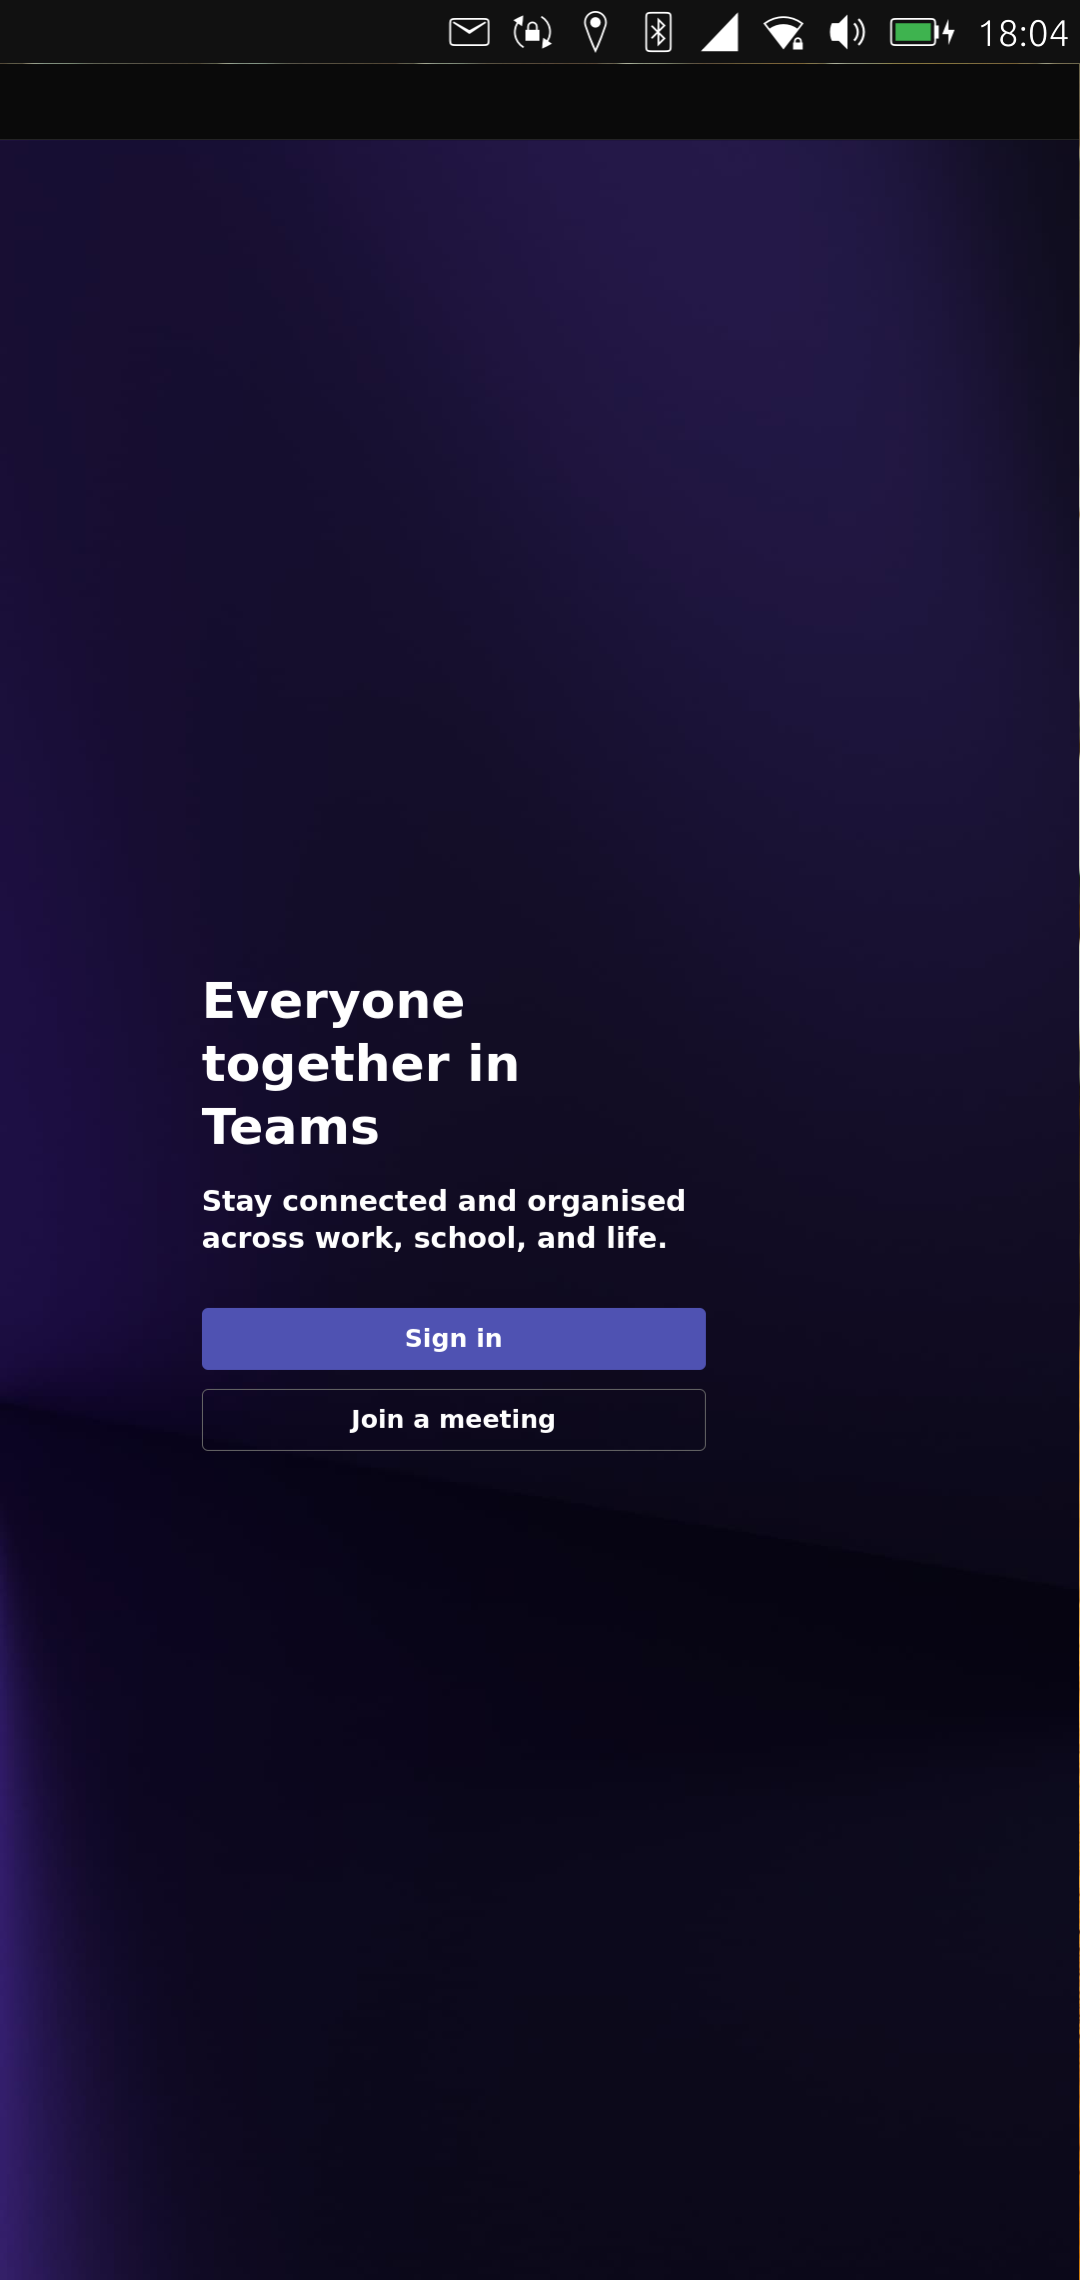 18:04
Everyone
together in
Teams
Stay connected and organised
across work, school, and life.
Sign in
Join a meeting